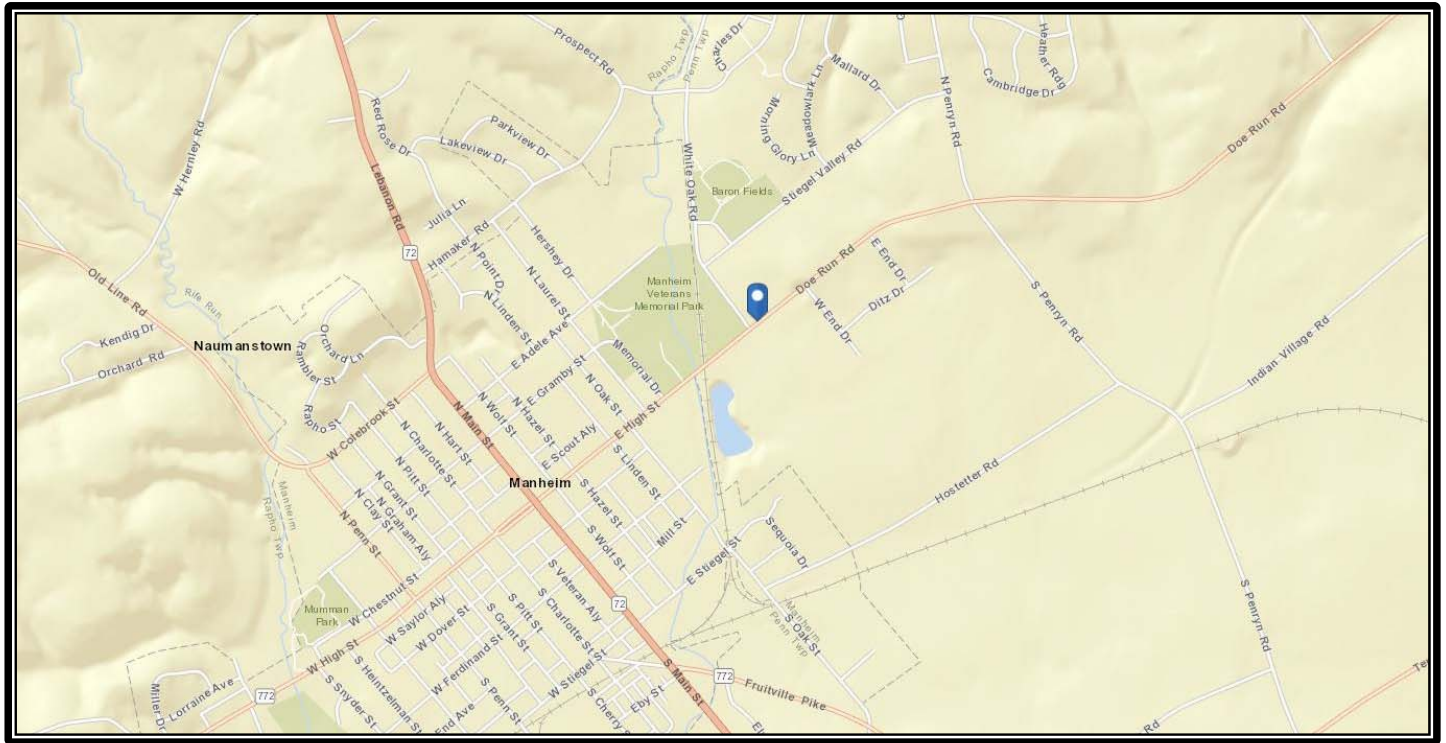 Prospect Rd
Rapho Twp
Penn Twp
Charles Dr
Mallard Dr
Meadowlark Ln
Morning Glory Ln
N Penryn Rd
Cambridge Dr
Heather Rdg
Doe Run Rd
W Hernley Rd
Red Rose Dr
Parkview Dr
Lakeview Dr
Lebanon Rd
White Oak Rd
Baron Fields
Stiegel Valley Rd
Julia Ln
Hamaker Rd
72
Hershey Dr
N Point Dr
N Laurel St
N Linden St
Old Line Rd
Rife Run
Manheim
Veterans
Memorial Park
Doe Run Rd
E End Dr
Ditz Dr
W End Dr
S Penryn Rd
Indian Village Rd
Kendig Dr
Orchard Rd
Naumanstown
Orchard Ln
Rambler St
Rapho St
E Adele Ave
E Gramby St
Memorial Dr
N Oak St
N Wolf St
N Hazel St
E Scout Aly
E High St
W Colebrook St
N Main St
N Hart St
N Charlotte St
N Pitt St
N Grant St
N Graham Aly
N Clay St
N Penn St
Manheim
S Linden St
S Hazel St
S Wolf St
Mill St
Hostetter Rd
Manheim
Rapho Twp
E Stiegel St
Sequoia Dr
Mumman
Park
W Chestnut St
W Saylor Aly
W Dover St
W Ferdinand St
S Grant St
S Pitt St
S Charlotte St
S Veteran Aly
72
Manheim
Penn Twp
S Oak St
S Penryn Rd
W High St
W Stiegel St
S Main St
772
Fruitville Pike
Miller Dr
Lorraine Ave
772
S Snyder St
S Heintzelman St
End Ave
S Penn St
S Cherry St
Eby St
Rd